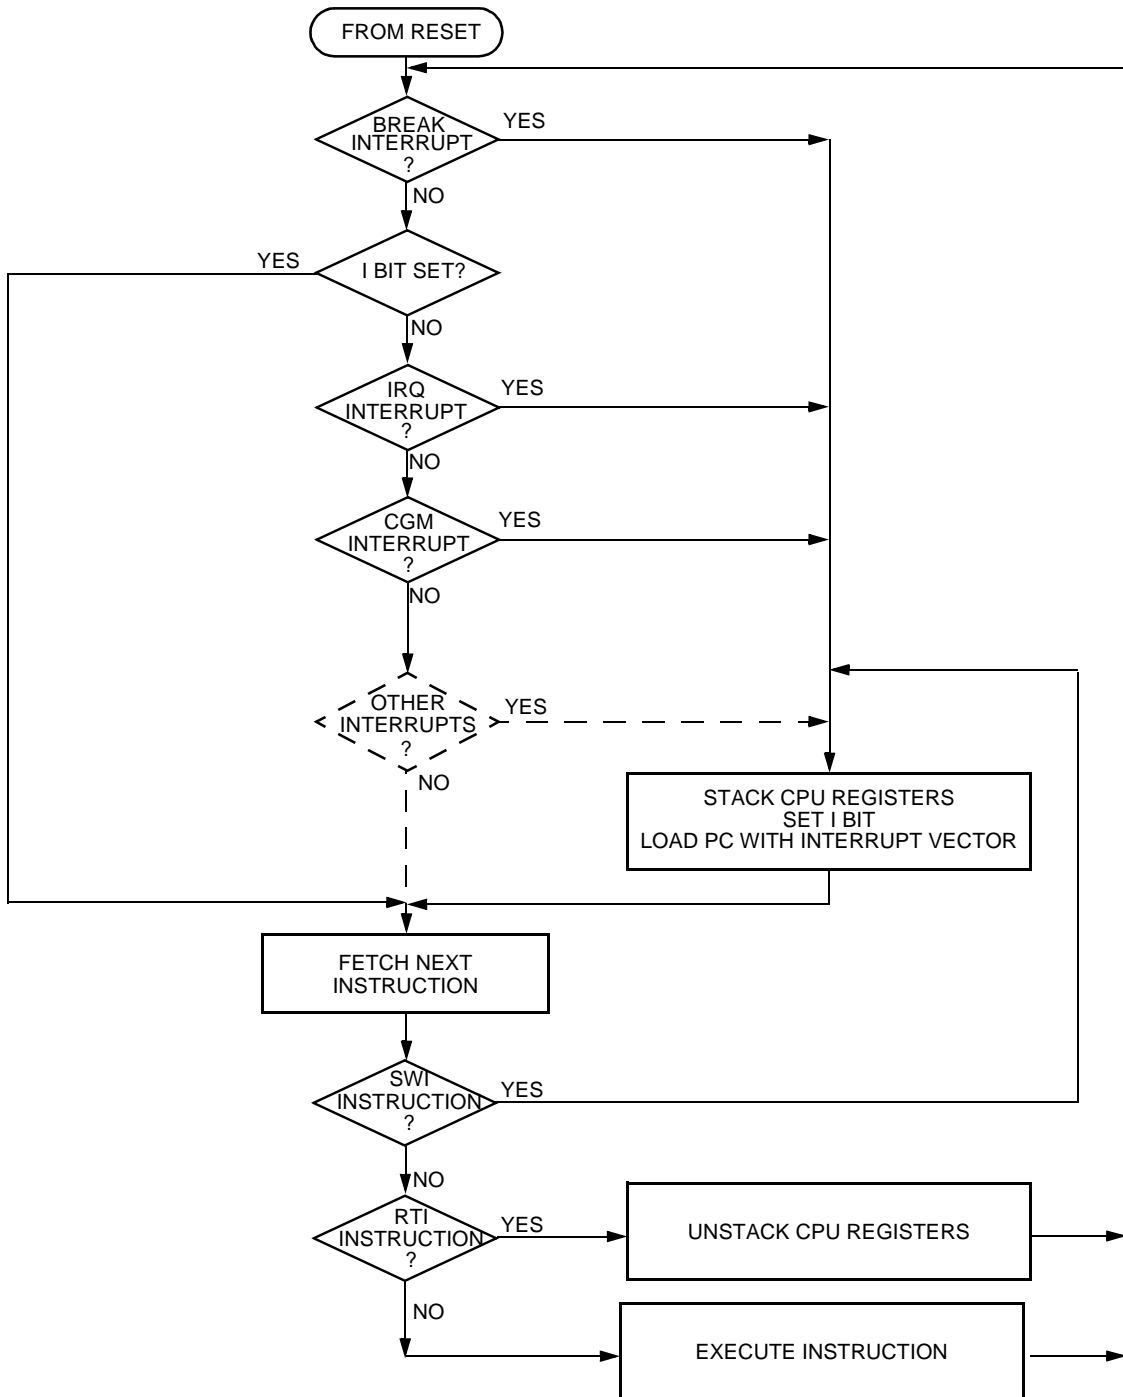 FROM RESET
BREAK
INTERRUPT
?
YES
NO
I BIT SET?
YES
NO
IRQ
INTERRUPT
?
YES
NO
CGM
INTERRUPT
?
YES
NO
OTHER
INTERRUPTS
?
YES
NO
STACK CPU REGISTERS
SET I BIT
LOAD PC WITH INTERRUPT VECTOR
FETCH NEXT
INSTRUCTION
SWI
INSTRUCTION
?
YES
NO
RTI
INSTRUCTION
?
YES
UNSTACK CPU REGISTERS
NO
EXECUTE INSTRUCTION